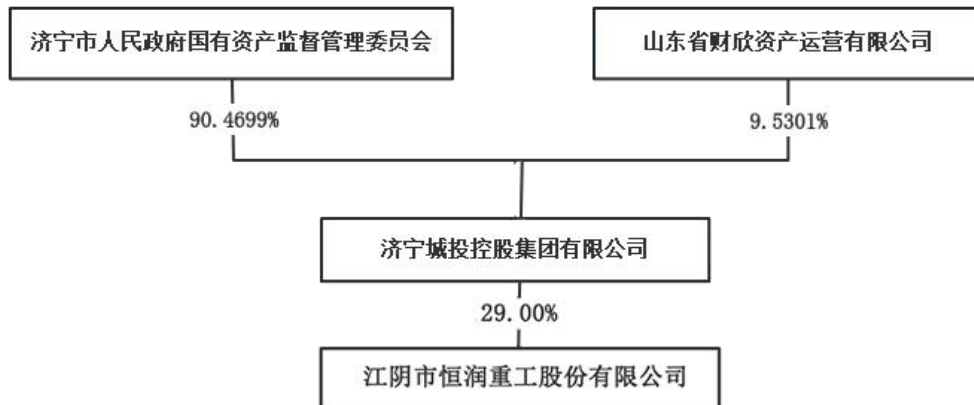 济宁市人民政府国有资产监督管理委员会
山东省财欣资产运营有限公司
90.4699%
9.5301%
济宁城投控股集团有限公司
29.00%
江阴市恒润重工股份有限公司